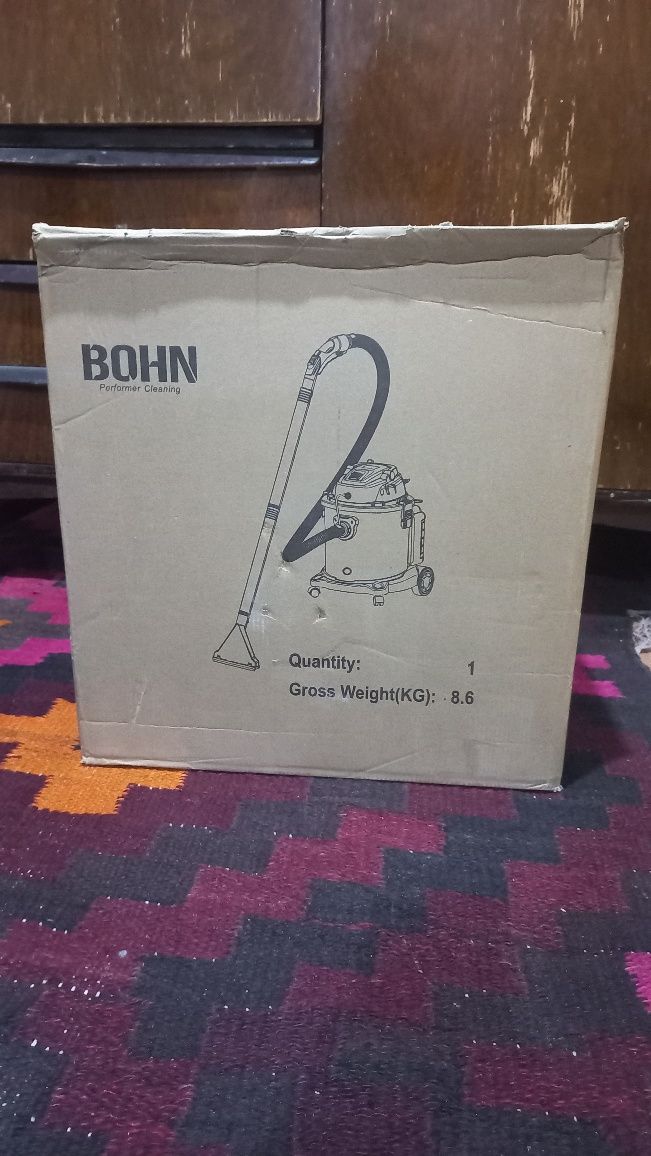 BOHN
Performer Cleaning
Quantity: 1
Gross Weight(KG): 8.6